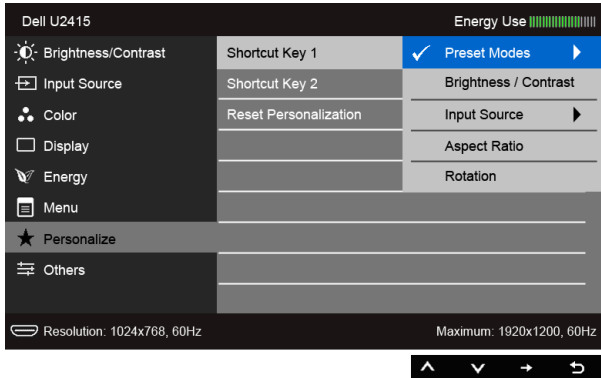 Dell U2415 Energy Use
Brightness/Contrast Shortcut Key 1 Preset Modes
Input Source Shortcut Key 2 Brightness / Contrast
Color Reset Personalization Input Source
Display Aspect Ratio
Energy Rotation
Menu
Personalize
Others
Resolution: 1024x768, 60Hz Maximum: 1920x1200, 60Hz